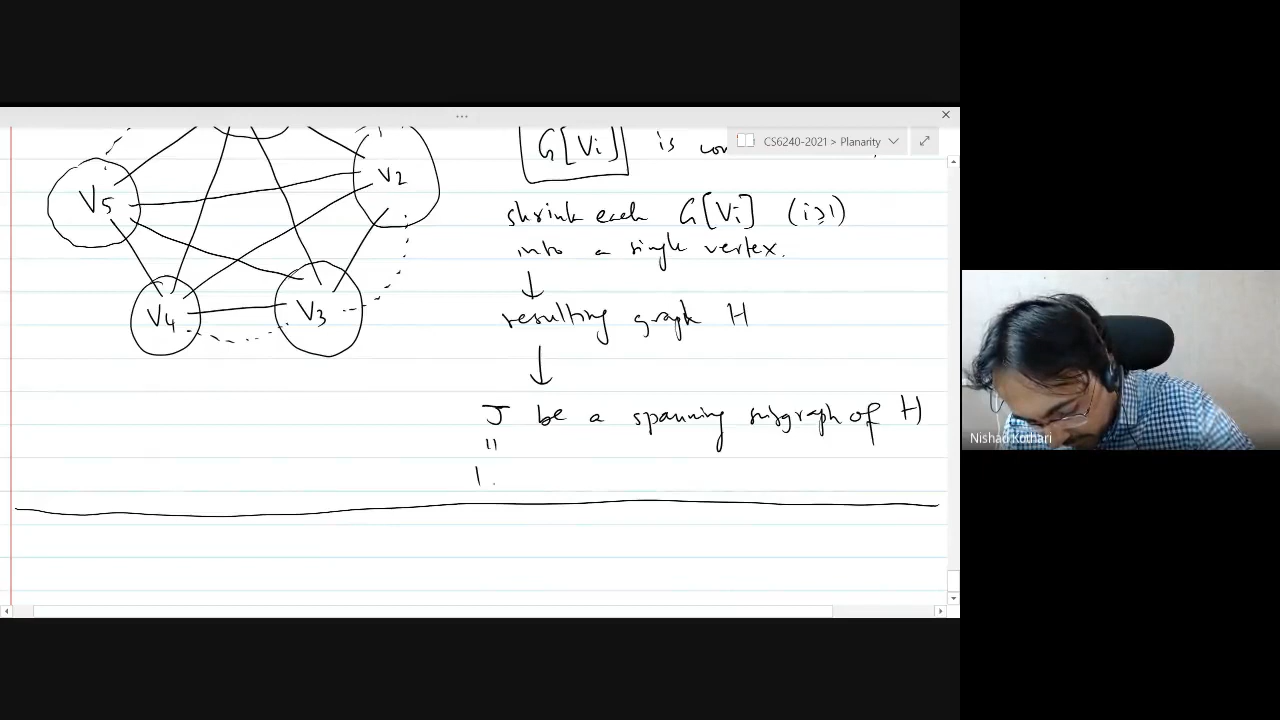 CS6240-2021 > Planarity
G[Vi] is
shrink each G[Vi] (i≥1)
into a single vertex.
resulting graph H
J be a spanning subgraph of H
"
V2
V5
V4
V3
Nishad Kothari